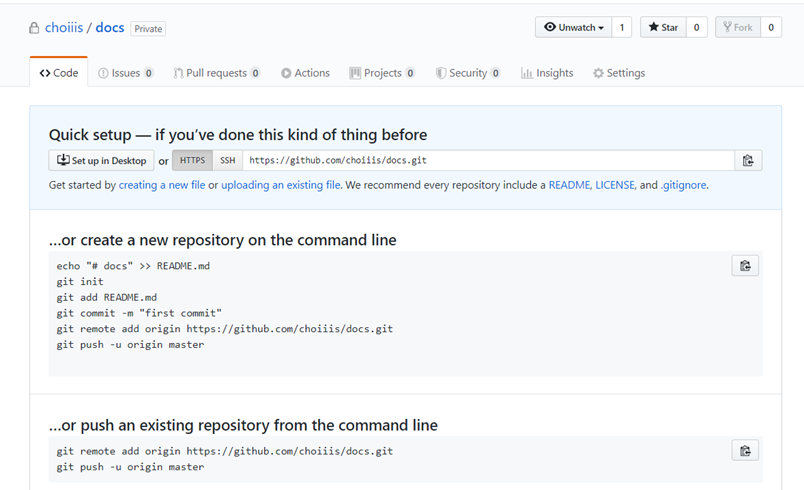 choiiis / docs Private Unwatch 1 Star 0 Fork 0
Code Issues 0 Pull requests 0 Actions Projects 0 Security 0 Insights Settings
Quick setup — if you've done this kind of thing before
Set up in Desktop or HTTPS SSH https://github.com/choiiis/docs.git
Get started by creating a new file or uploading an existing file. We recommend every repository include a README, LICENSE, and .gitignore.
...or create a new repository on the command line
echo "# docs" >> README.md
git init
git add README.md
git commit -m "first commit"
git remote add origin https://github.com/choiiis/docs.git
git push -u origin master
...or push an existing repository from the command line
git remote add origin https://github.com/choiiis/docs.git
git push -u origin master